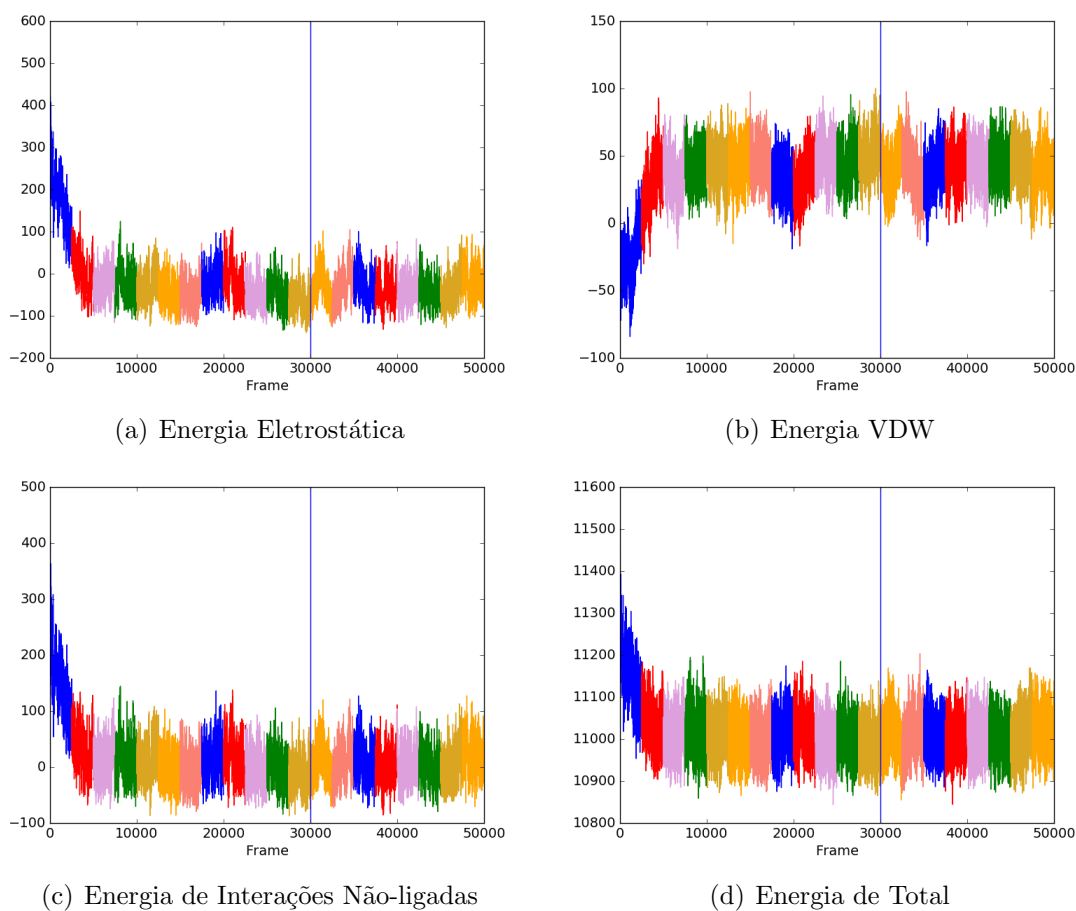 600
500
400
300
200
100
0
−100
−200
0 10000 20000 30000 40000 50000
Frame
(a) Energia Eletrostática
150
100
50
0
−50
−100
0 10000 20000 30000 40000 50000
Frame
(b) Energia VDW
500
400
300
200
100
0
−100
0 10000 20000 30000 40000 50000
Frame
(c) Energia de Interações Não-ligadas
11600
11500
11400
11300
11200
11100
11000
10900
10800
0 10000 20000 30000 40000 50000
Frame
(d) Energia de Total